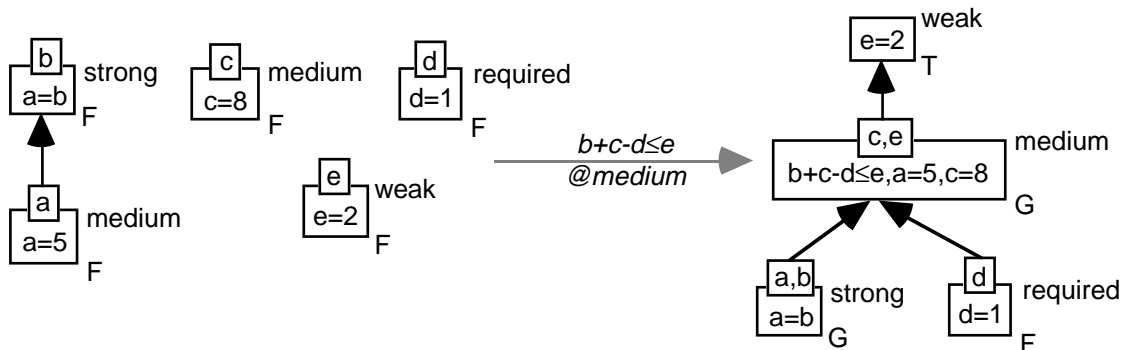 b
strong
a=b
F
c
medium
c=8
F
d
required
d=1
F
a
medium
a=5
F
e
weak
e=2
F
b+c-d≤e
@medium
weak
e=2
T
c,e
medium
b+c-d≤e,a=5,c=8
G
a,b
strong
a=b
G
d
required
d=1